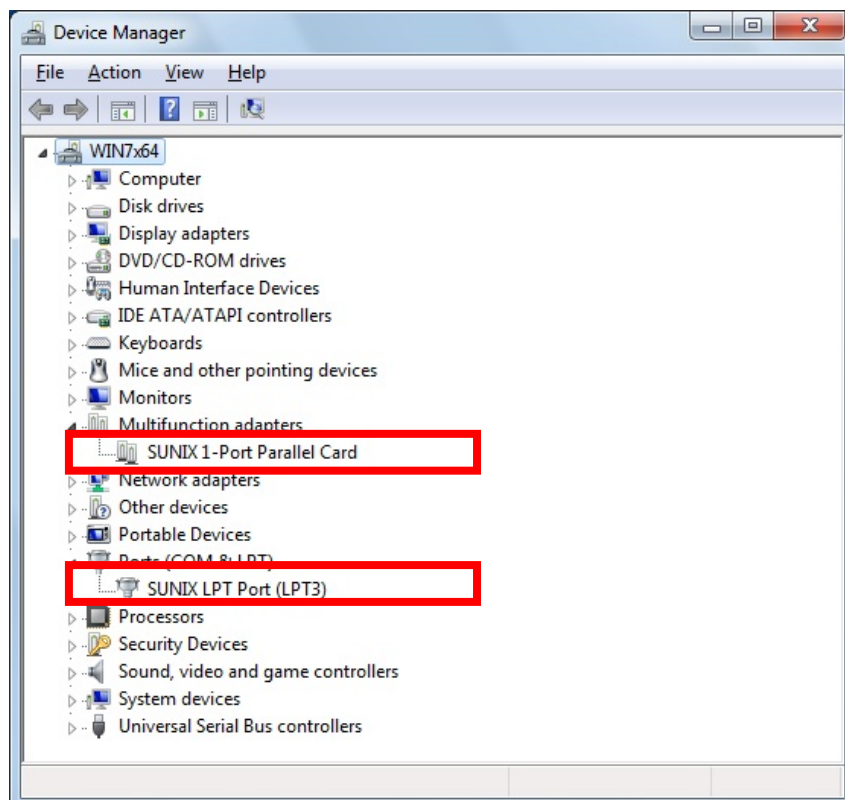 Device Manager
File Action View Help
WIN7x64
Computer
Disk drives
Display adapters
DVD/CD-ROM drives
Human Interface Devices
IDE ATA/ATAPI controllers
Keyboards
Mice and other pointing devices
Monitors
Multifunction adapters
SUNIX 1-Port Parallel Card
Network adapters
Other devices
Portable Devices
Ports (COM & LPT)
SUNIX LPT Port (LPT3)
Processors
Security Devices
Sound, video and game controllers
System devices
Universal Serial Bus controllers